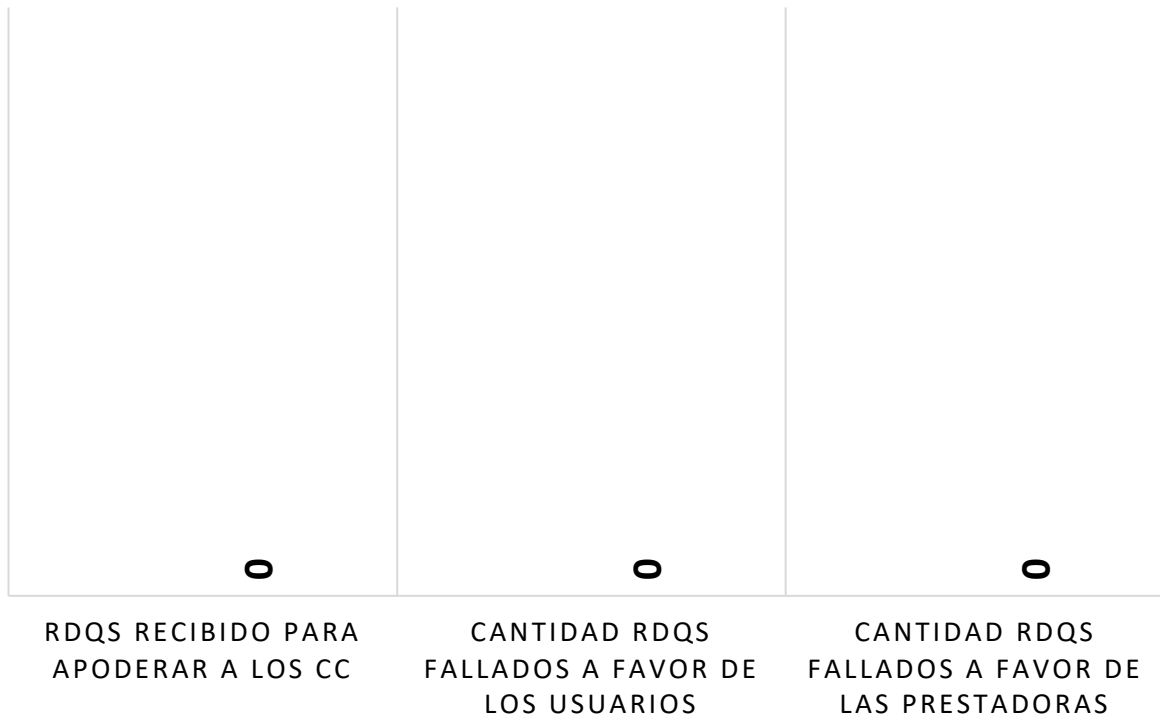 0
0
0
RDQS RECIBIDO PARA
APODERAR A LOS CC
CANTIDAD RDQS
FALLADOS A FAVOR DE
LOS USUARIOS
CANTIDAD RDQS
FALLADOS A FAVOR DE
LAS PRESTADORAS